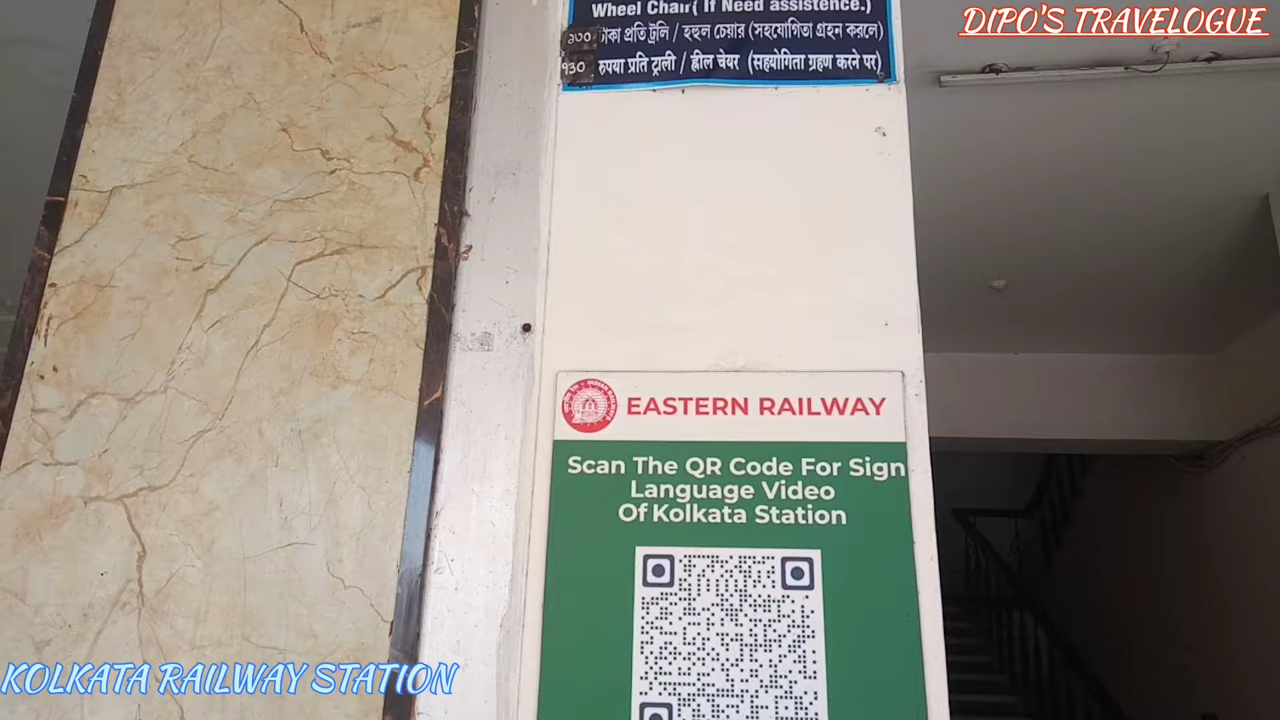 DIPO'S TRAVELOGUE
Wheel Chair( If Need assistence.)
১৩০ টাকা প্রতি ট্রলি / হুইল চেয়ার (সহযোগিতা গ্রহন করলে)
१३० रुपया प्रति ट्राली / ह्वील चेयर (सहयोगिता ग्रहण करने पर)
EASTERN RAILWAY
Scan The QR Code For Sign
Language Video
Of Kolkata Station
KOLKATA RAILWAY STATION